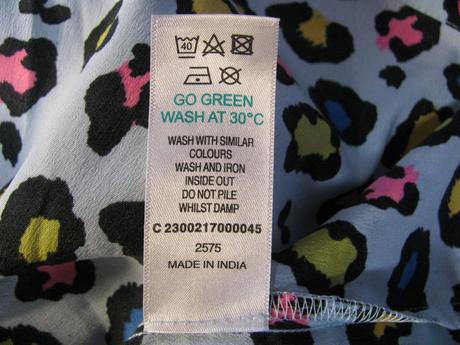 40
GO GREEN
WASH AT 30°C
WASH WITH SIMILAR
COLOURS
WASH AND IRON
INSIDE OUT
DO NOT PILE
WHILST DAMP
C 2300217000045
2575
MADE IN INDIA